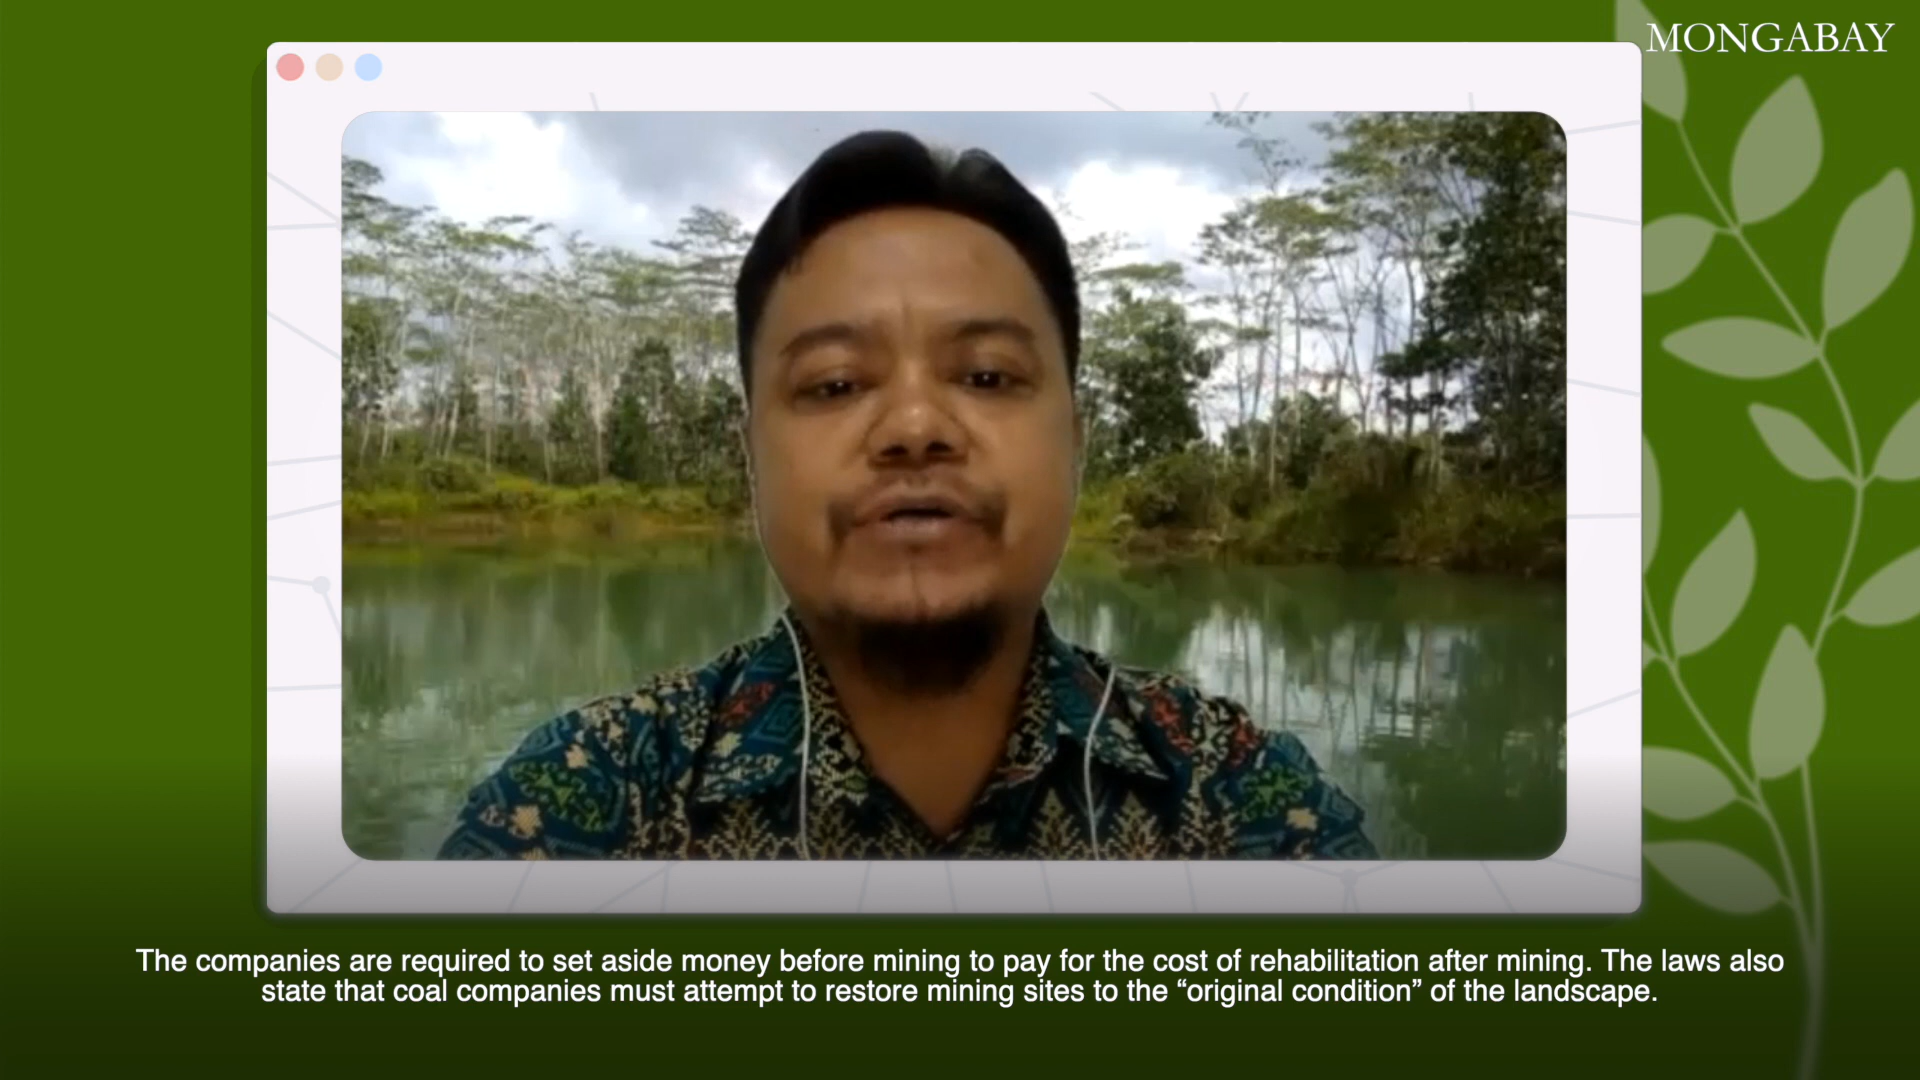 MONGABAY
The companies are required to set aside money before mining to pay for the cost of rehabilitation after mining. The laws also
state that coal companies must attempt to restore mining sites to the “original condition” of the landscape.